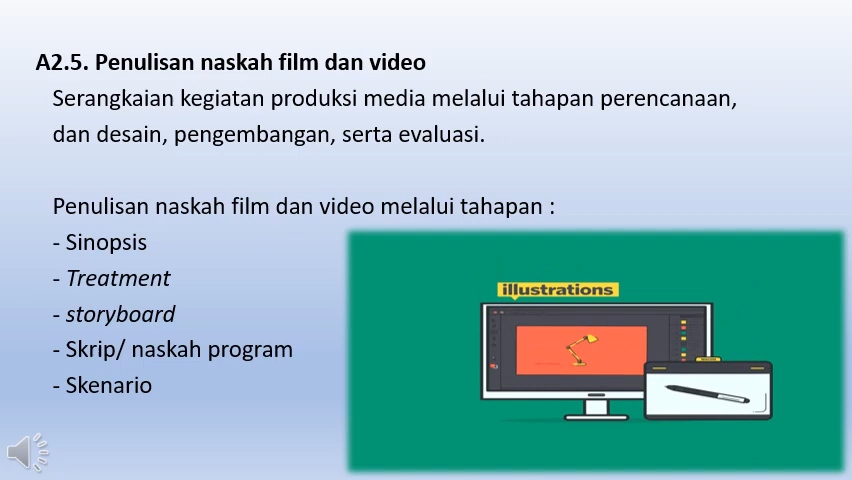 A2.5. Penulisan naskah film dan video
Serangkaian kegiatan produksi media melalui tahapan perencanaan,
dan desain, pengembangan, serta evaluasi.
Penulisan naskah film dan video melalui tahapan :
- Sinopsis
- Treatment
- storyboard
- Skrip/ naskah program
- Skenario
illustrations